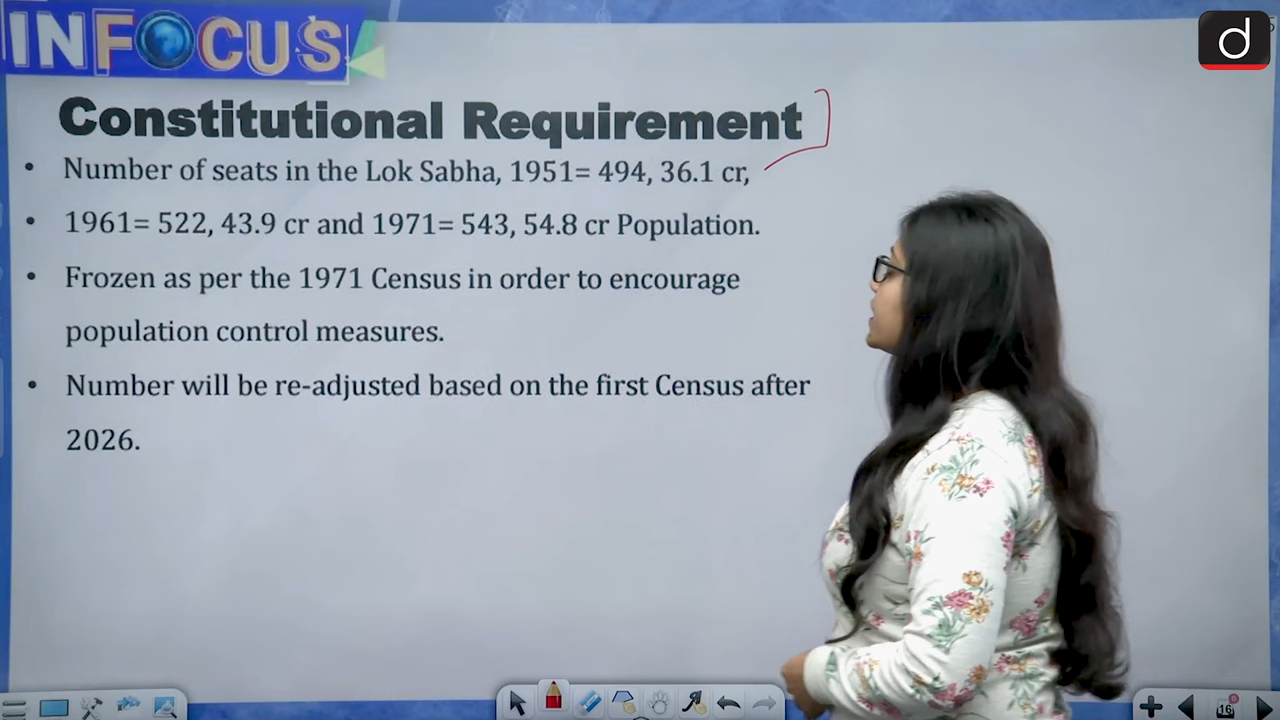 INFOCUS
d
Constitutional Requirement
• Number of seats in the Lok Sabha, 1951= 494, 36.1 cr,
• 1961= 522, 43.9 cr and 1971= 543, 54.8 cr Population.
• Frozen as per the 1971 Census in order to encourage
population control measures.
• Number will be re-adjusted based on the first Census after
2026.
16